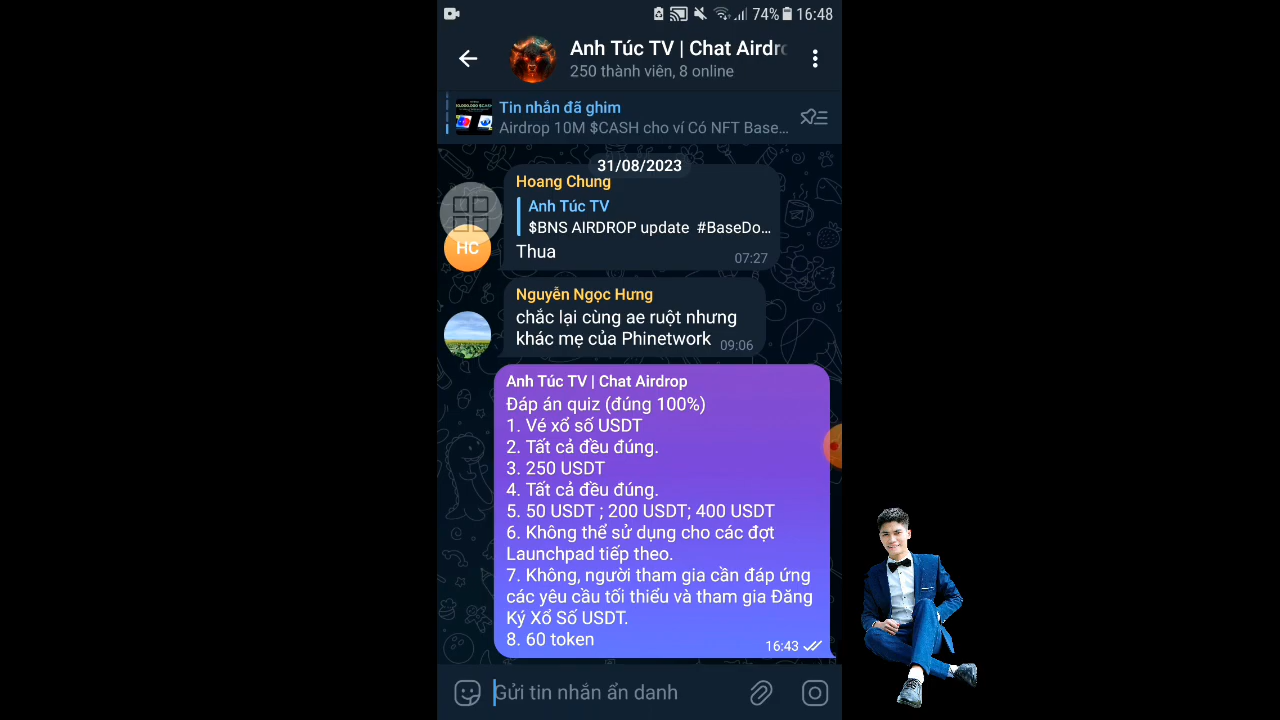 74% 16:48
Anh Túc TV | Chat Airdro
250 thành viên, 8 online
Tin nhắn đã ghim
Airdrop 10M $CASH cho ví Có NFT Base...
31/08/2023
Hoang Chung
Anh Túc TV
$BNS AIRDROP update #BaseDo...
HC
Thua
07:27
Nguyễn Ngọc Hưng
chắc lại cùng ae ruột nhưng
khác mẹ của Phinetwork 09:06
Anh Túc TV | Chat Airdrop
Đáp án quiz (đúng 100%)
1. Vé xổ số USDT
2. Tất cả đều đúng.
3. 250 USDT
4. Tất cả đều đúng.
5. 50 USDT ; 200 USDT; 400 USDT
6. Không thể sử dụng cho các đợt
Launchpad tiếp theo.
7. Không, người tham gia cần đáp ứng
các yêu cầu tối thiểu và tham gia Đăng
Ký Xổ Số USDT.
8. 60 token
16:43
Gửi tin nhắn ẩn danh